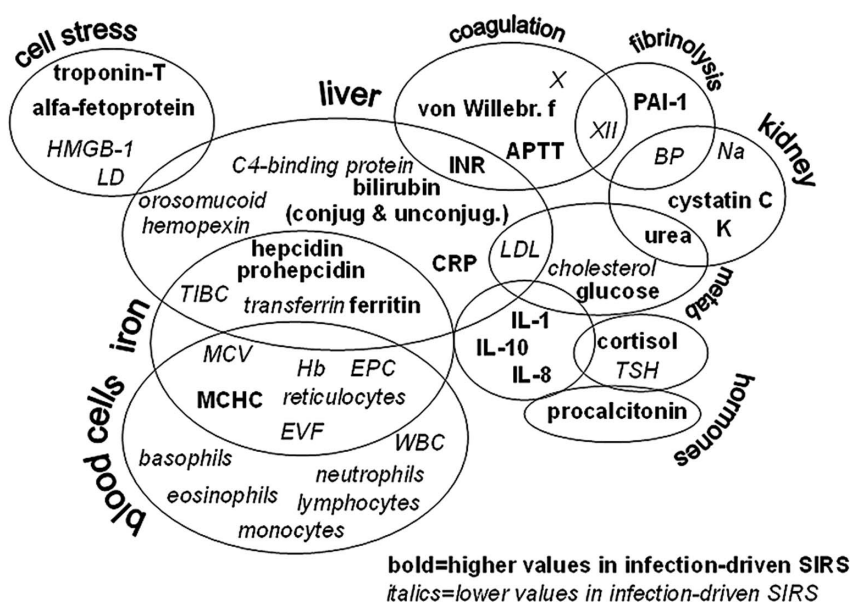 cell stress
troponin-T
alfa-fetoprotein
HMGB-1
LD
coagulation
X
von Willebr. f
XII
APTT
INR
fibrinolysis
PAI-1
BP
kidney
Na
cystatin C
K
urea
liver
C4-binding protein
bilirubin
(conjug & unconjug.)
orosomucoid
hemopexin
CRP
LDL
cholesterol
glucose
metab
iron
hepcidin
prohepcidin
TIBC
transferrin ferritin
IL-1
IL-10
IL-8
cortisol
TSH
procalcitonin
hormones
blood cells
MCV
Hb
EPC
MCHC
reticulocytes
EVF
WBC
basophils
neutrophils
eosinophils
lymphocytes
monocytes
bold=higher values in infection-driven SIRS
italics=lower values in infection-driven SIRS